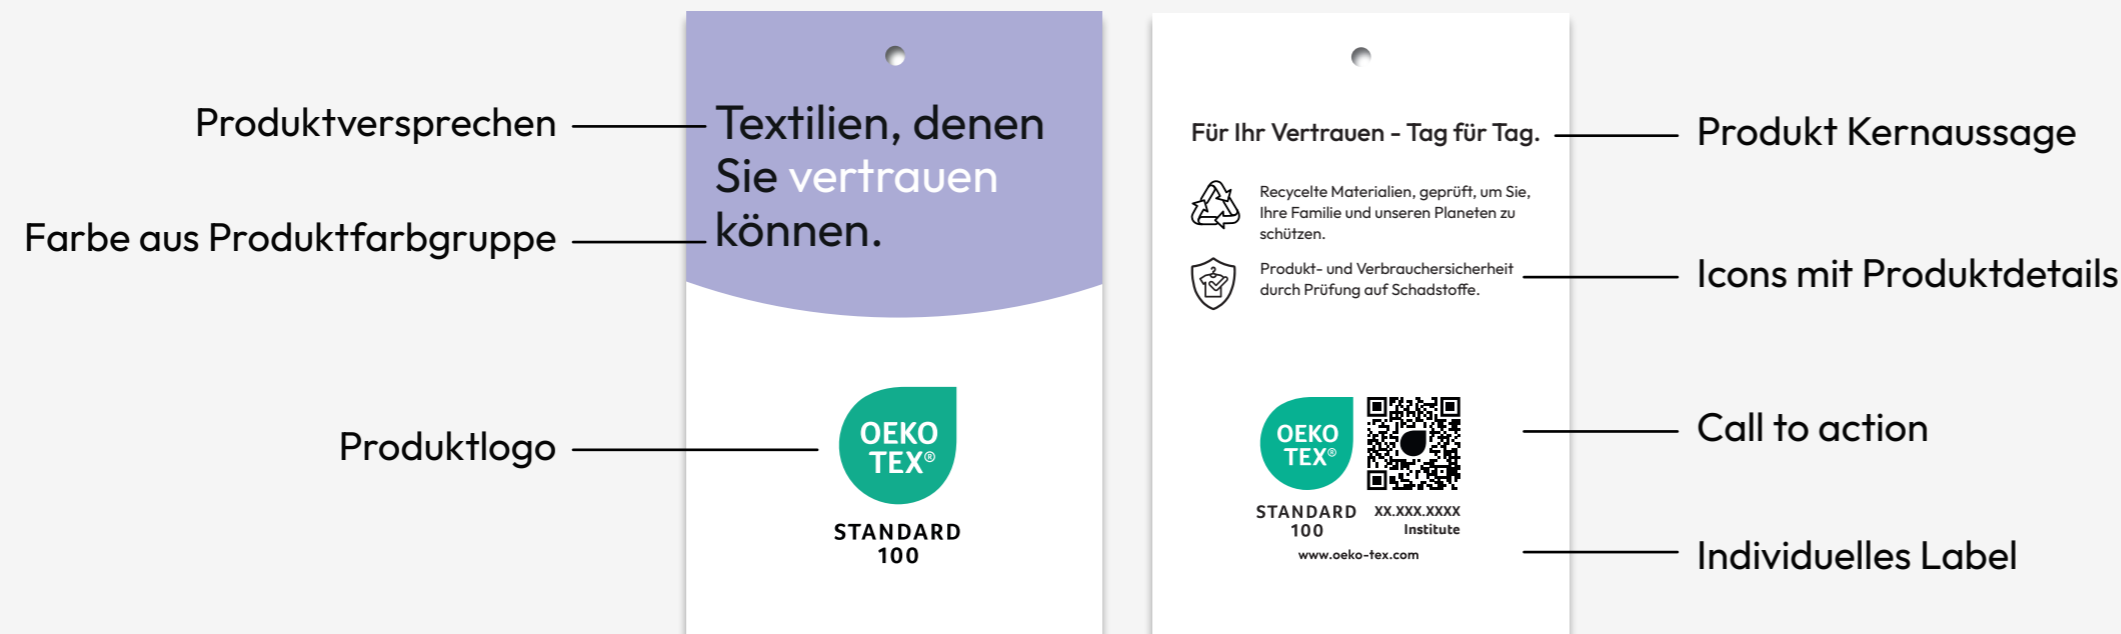 Produktversprechen
Farbe aus Produktfarbgruppe
Produktlogo
Textilien, denen
Sie vertrauen
können.
OEKO
TEX®
STANDARD
100
Für Ihr Vertrauen - Tag für Tag.
Recycelte Materialien, geprüft, um Sie,
Ihre Familie und unseren Planeten zu
schützen.
Produkt- und Verbrauchersicherheit
durch Prüfung auf Schadstoffe.
OEKO
TEX®
STANDARD
100
XX.XXX.XXXX
Institute
www.oeko-tex.com
Produkt Kernaussage
Icons mit Produktdetails
Call to action
Individuelles Label